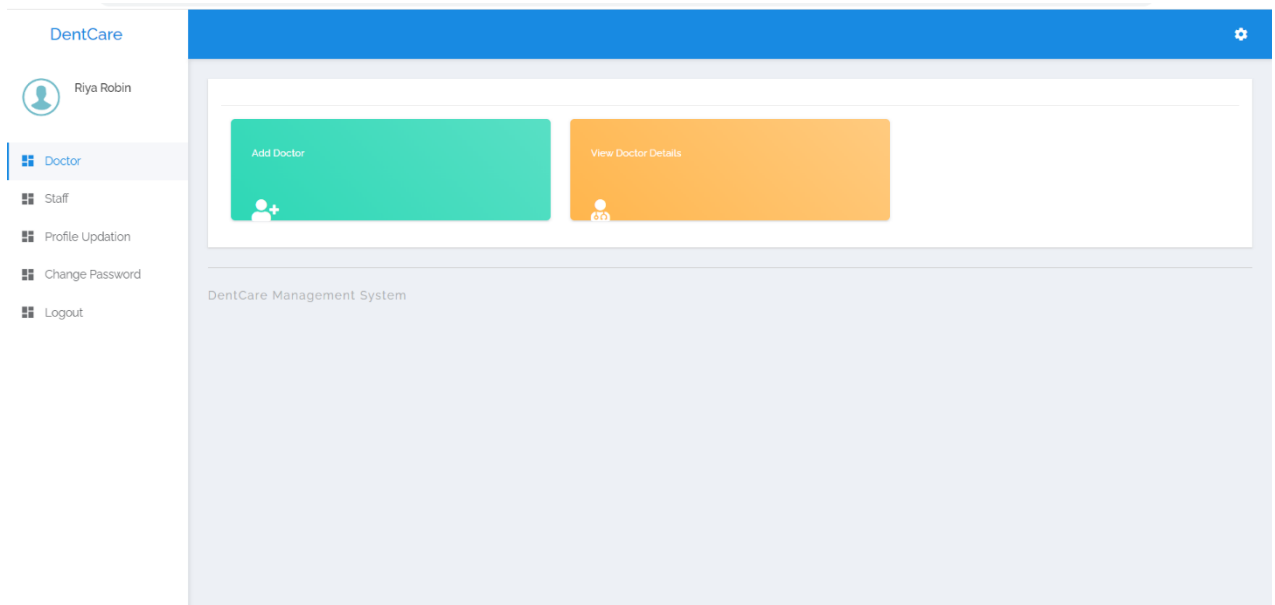 DentCare
Riya Robin
Doctor
Staff
Profile Updation
Change Password
Logout
Add Doctor
View Doctor Details
DentCare Management System